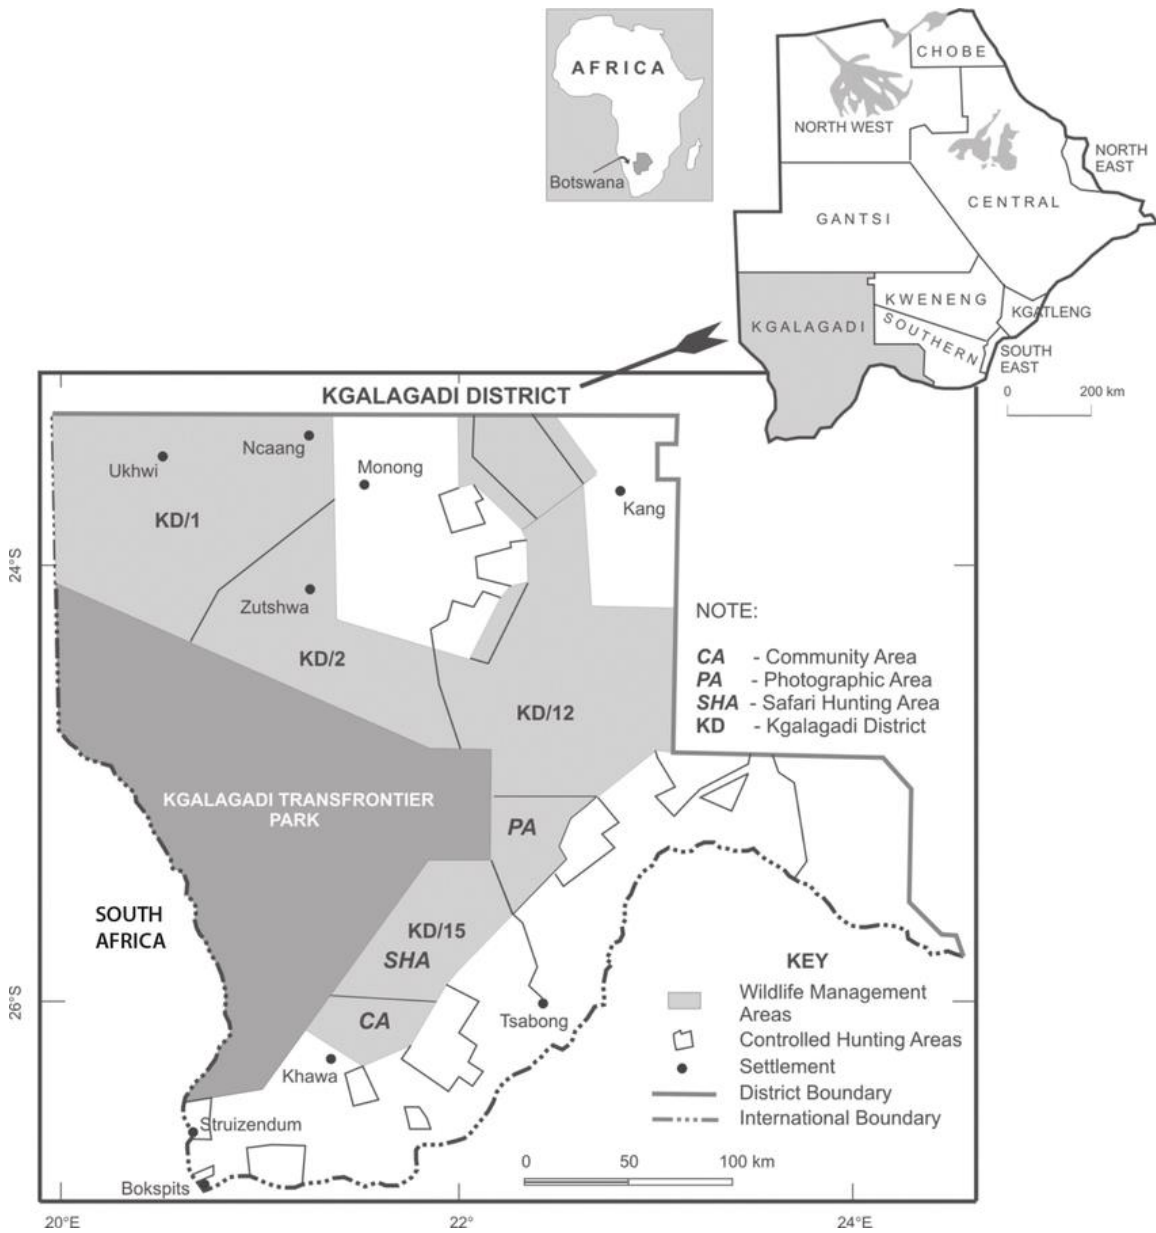 AFRICA
Botswana
CHOBE
NORTH WEST
NORTH
EAST
CENTRAL
GANTSI
KWENENG
KGATLENG
KGALAGADI
SOUTHERN
SOUTH
EAST
0 200 km
KGALAGADI DISTRICT
Ncaang
Ukhwi
Monong
Kang
KD/1
24°S
Zutshwa
KD/2
KD/12
NOTE:
CA - Community Area
PA - Photographic Area
SHA - Safari Hunting Area
KD - Kgalagadi District
KGALAGADI TRANSFRONTIER
PARK
PA
SOUTH
AFRICA
KD/15
SHA
CA
26°S
Tsabong
Khawa
Struizendum
Bokspits
KEY
Wildlife Management
Areas
Controlled Hunting Areas
Settlement
District Boundary
International Boundary
0 50 100 km
20°E 22° 24°E